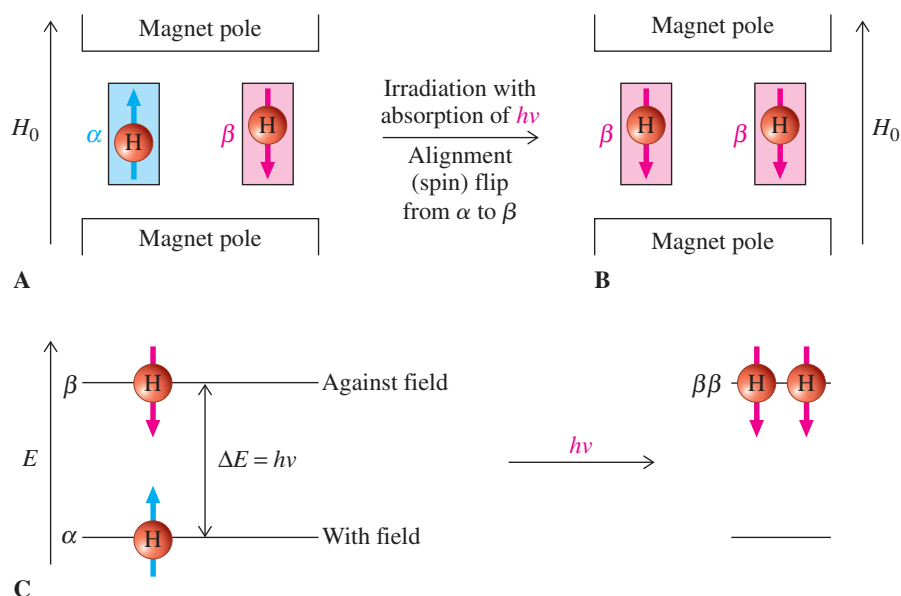 Magnet pole
H₀
α
H
β
H
Magnet pole
A
Irradiation with
absorption of hν
Alignment
(spin) flip
from α to β
Magnet pole
β
H
β
H
H₀
Magnet pole
B
E
β
H
Against field
ΔE = hν
α
H
With field
C
hν
ββ
H
H